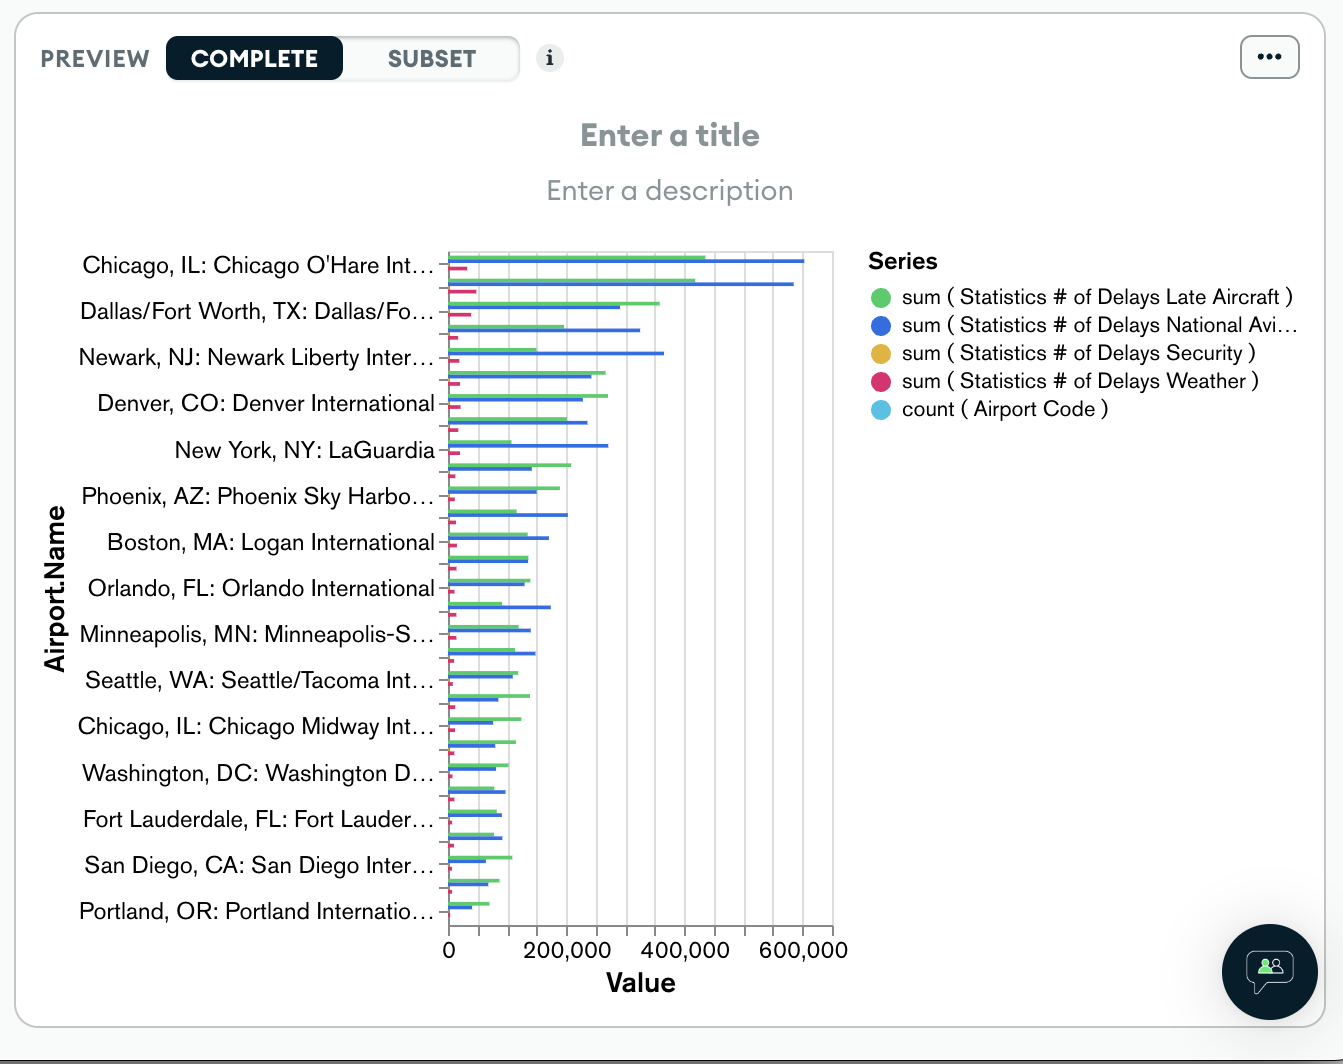 PREVIEW COMPLETE SUBSET i
Enter a title
Enter a description
Chicago, IL: Chicago O'Hare Int...
Dallas/Fort Worth, TX: Dallas/Fo...
Newark, NJ: Newark Liberty Inter...
Denver, CO: Denver International
New York, NY: LaGuardia
Phoenix, AZ: Phoenix Sky Harbo...
Boston, MA: Logan International
Orlando, FL: Orlando International
Minneapolis, MN: Minneapolis-S...
Seattle, WA: Seattle/Tacoma Int...
Chicago, IL: Chicago Midway Int...
Washington, DC: Washington D...
Fort Lauderdale, FL: Fort Lauder...
San Diego, CA: San Diego Inter...
Portland, OR: Portland Internatio...
Airport.Name
0 200,000 400,000 600,000
Value
Series
sum ( Statistics # of Delays Late Aircraft )
sum ( Statistics # of Delays National Avi...
sum ( Statistics # of Delays Security )
sum ( Statistics # of Delays Weather )
count ( Airport Code )